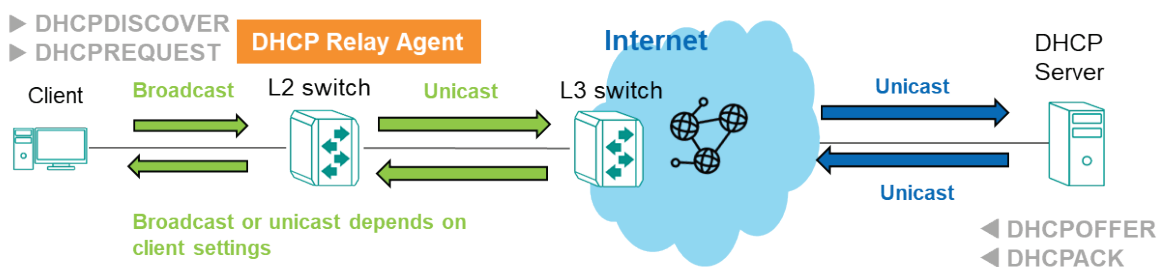 ▶ DHCPDISCOVER
▶ DHCPREQUEST
DHCP Relay Agent
Internet
DHCP
Server
Client
Broadcast
L2 switch
Unicast
L3 switch
Unicast
Broadcast or unicast depends on
client settings
Unicast
◀ DHCPOFFER
◀ DHCPACK